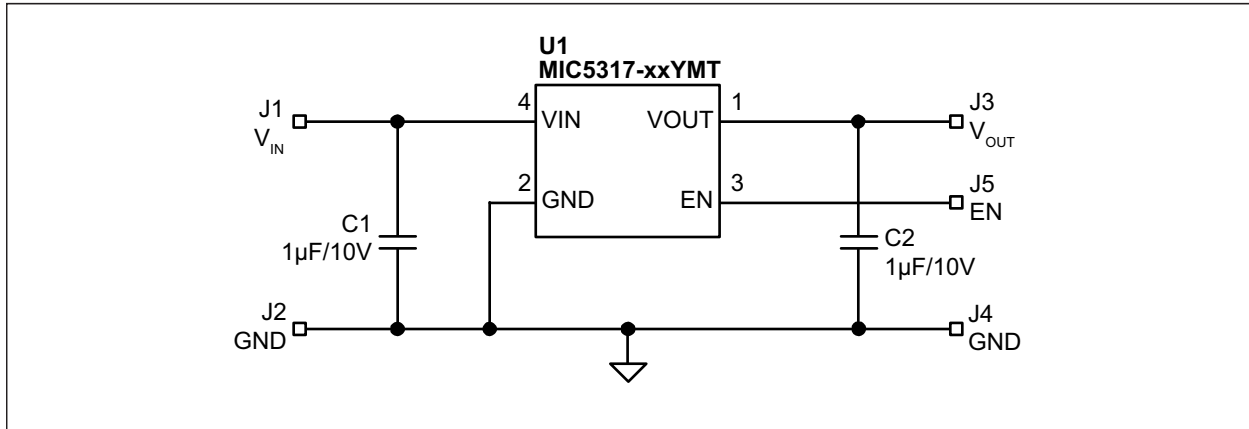 U1
MIC5317-xxYMT
J1
VIN
4
VIN
VOUT
1
J3
VOUT
2
GND
EN
3
J5
EN
C1
1µF/10V
C2
1µF/10V
J2
GND
J4
GND